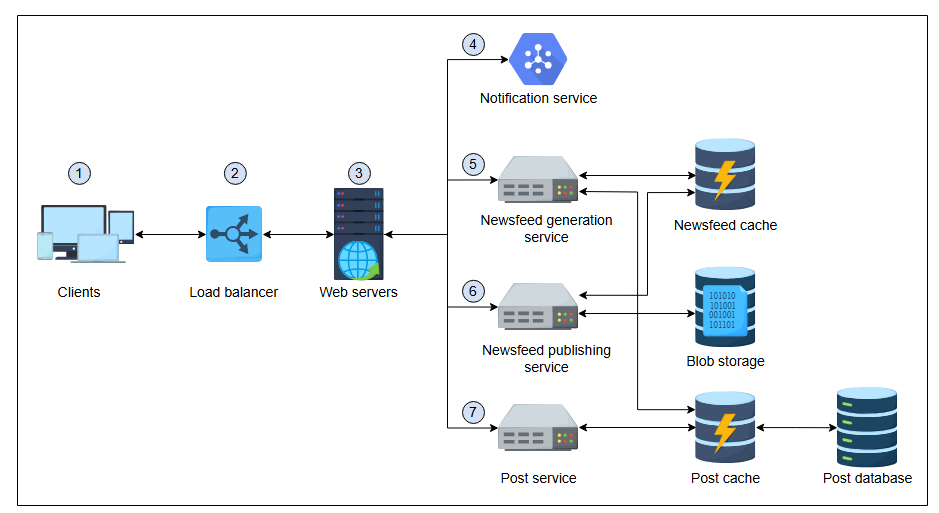 4
Notification service
1
2
3
5
Newsfeed generation
service
Newsfeed cache
Clients
Load balancer
Web servers
6
101010
101001
001001
101101
Newsfeed publishing
service
Blob storage
7
Post service
Post cache
Post database